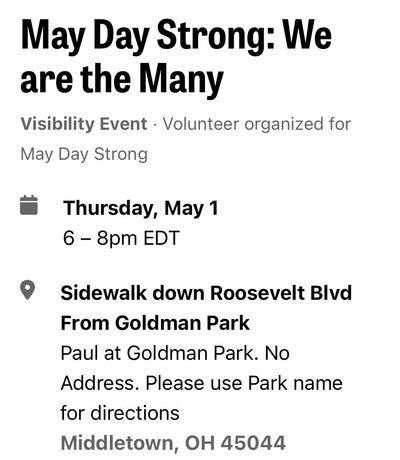 May Day Strong: We
are the Many
Visibility Event · Volunteer organized for
May Day Strong
Thursday, May 1
6 – 8pm EDT
Sidewalk down Roosevelt Blvd
From Goldman Park
Paul at Goldman Park. No
Address. Please use Park name
for directions
Middletown, OH 45044